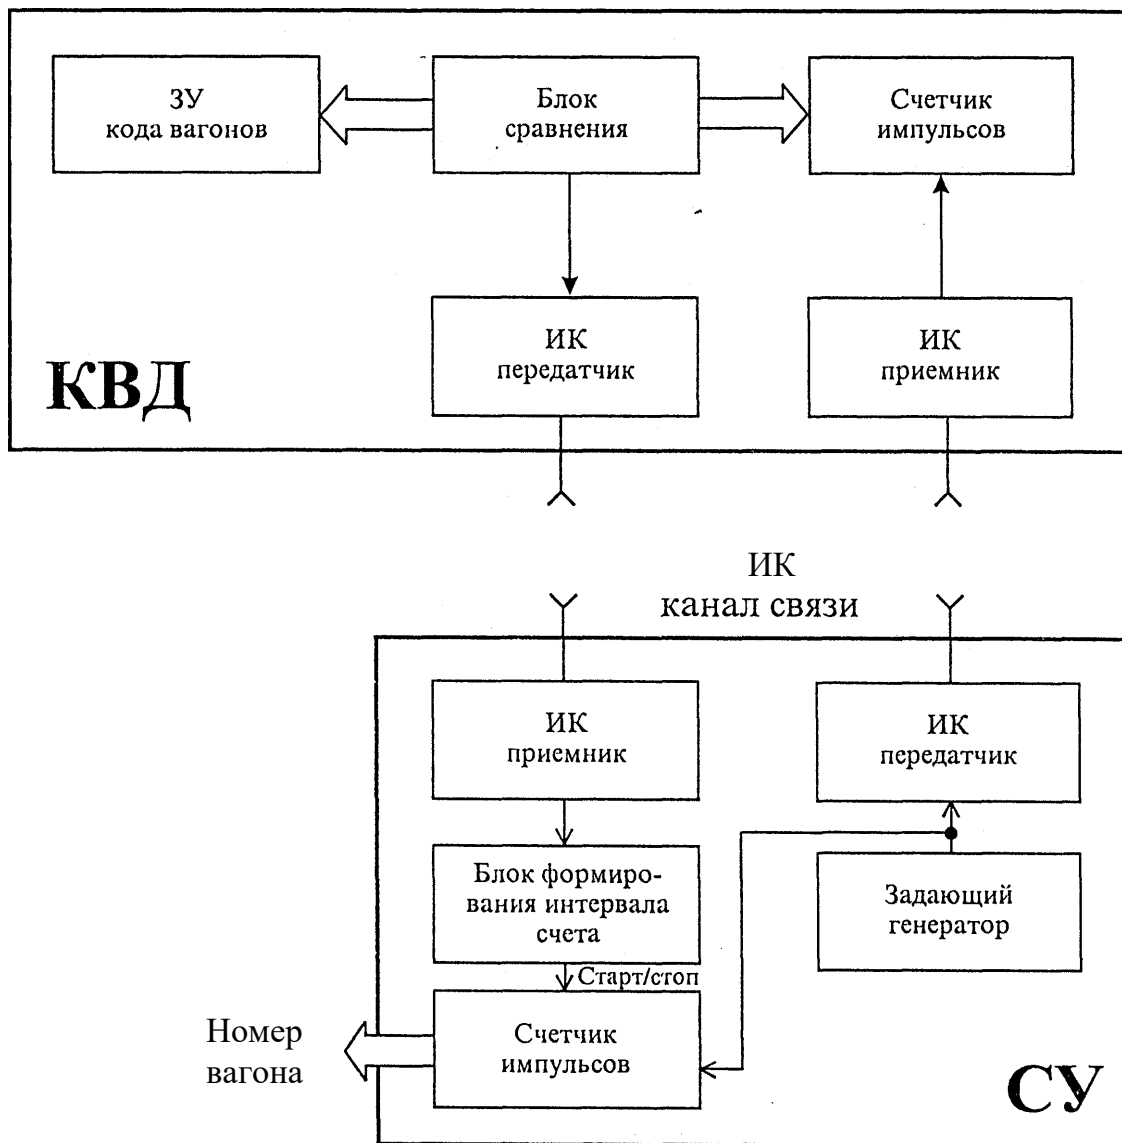 ЗУ
кода вагонов
Блок
сравнения
Счетчик
импульсов
ИК
передатчик
ИК
приемник
КВД
ИК
канал связи
ИК
приемник
ИК
передатчик
Блок формиро-
вания интервала
счета
Задающий
генератор
Старт/стоп
Счетчик
импульсов
Номер
вагона
СУ